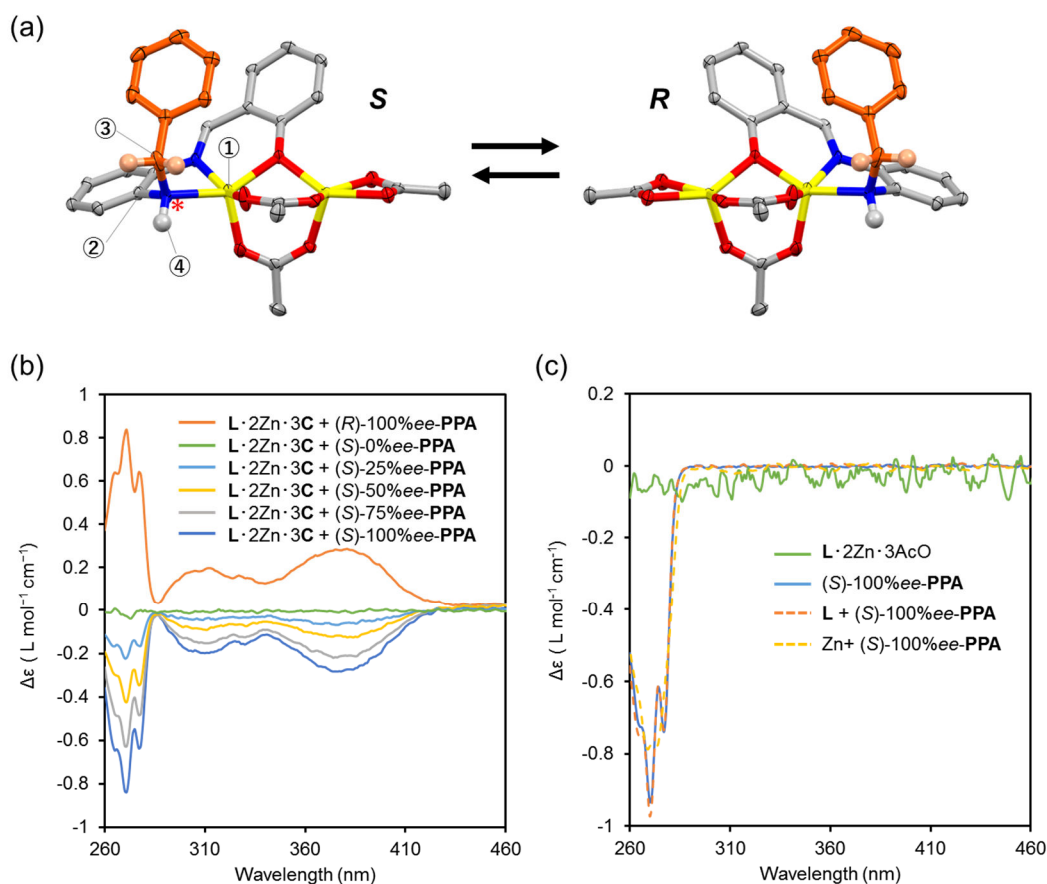 (a)
S
R
③
①
*
②
④
(b)
(c)
1
0.8
0.6
0.4
0.2
0
-0.2
-0.4
-0.6
-0.8
-1
Δε ( L mol⁻¹ cm⁻¹)
L·2Zn·3C + (R)-100%ee-PPA
L·2Zn·3C + (S)-0%ee-PPA
L·2Zn·3C + (S)-25%ee-PPA
L·2Zn·3C + (S)-50%ee-PPA
L·2Zn·3C + (S)-75%ee-PPA
L·2Zn·3C + (S)-100%ee-PPA
260 310 360 410 460
Wavelength (nm)
0.2
0
-0.2
-0.4
-0.6
-0.8
-1
Δε ( L mol⁻¹ cm⁻¹)
L·2Zn·3AcO
(S)-100%ee-PPA
L + (S)-100%ee-PPA
Zn+ (S)-100%ee-PPA
260 310 360 410 460
Wavelength (nm)